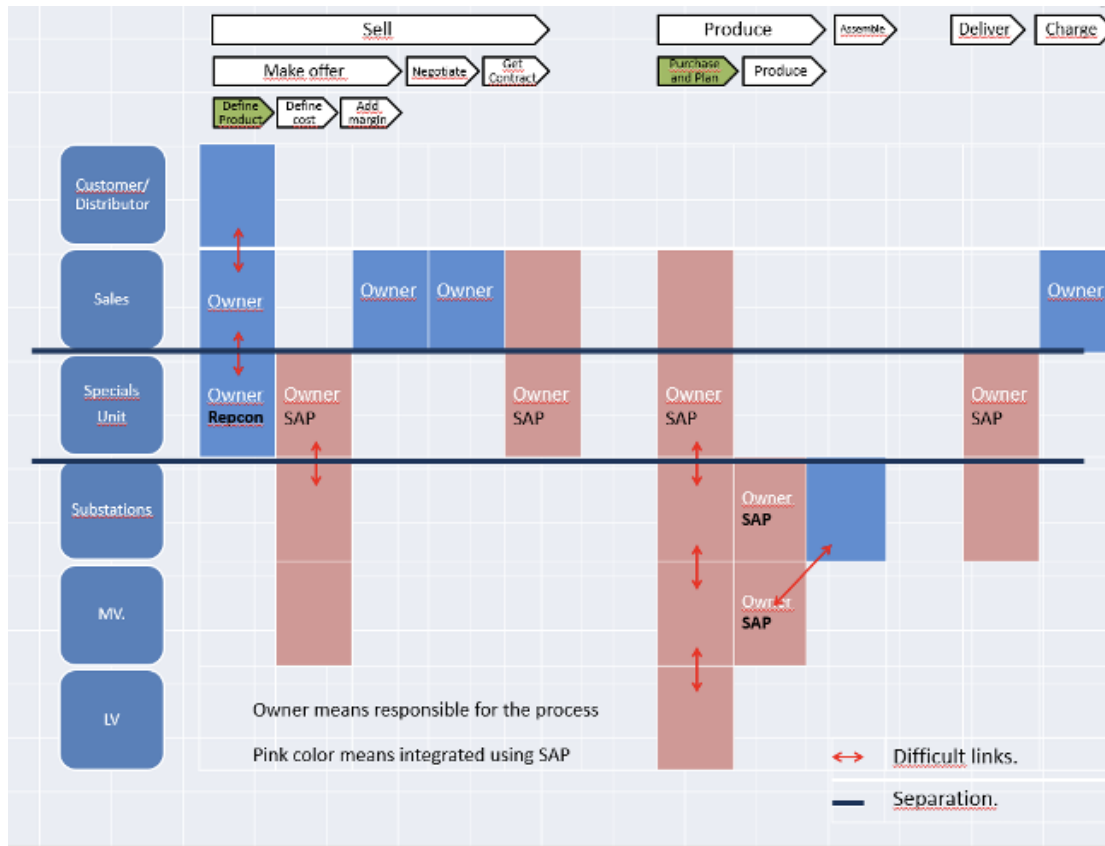 Sell
Produce
Assemble
Deliver
Charge
Make offer
Negotiate
Get
Contract
Purchase
and Plan
Produce
Define
Product
Define
cost
Add
margin
Customer/
Distributor
Sales
Owner
Owner
Owner
Owner
Specials
Unit
Owner
Repcon
Owner
SAP
Owner
SAP
Owner
SAP
Owner
SAP
Substations
Owner
SAP
MV.
Owner
SAP
LV
Owner means responsible for the process
Pink color means integrated using SAP
Difficult links.
Separation.